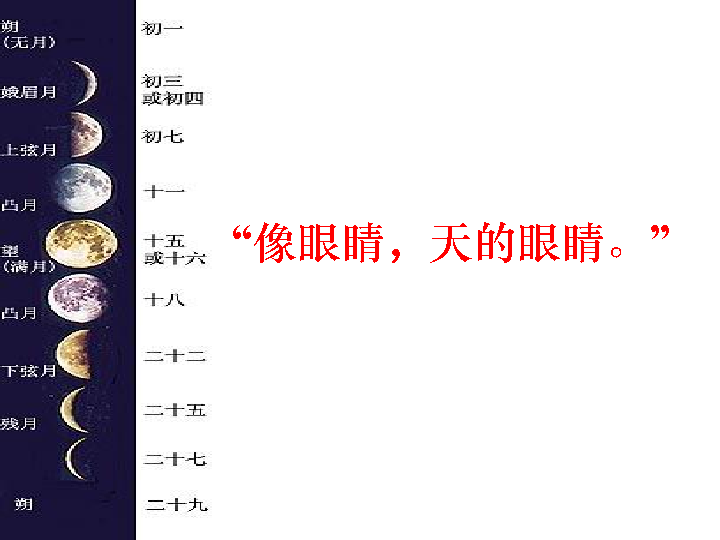 朔
（无月）
初一
娥眉月
初三
或初四
上弦月
初七
凸月
十一
望
（满月）
十五
或十六
“像眼睛，天的眼睛。”
凸月
十八
下弦月
二十二
残月
二十五
二十七
朔
二十九